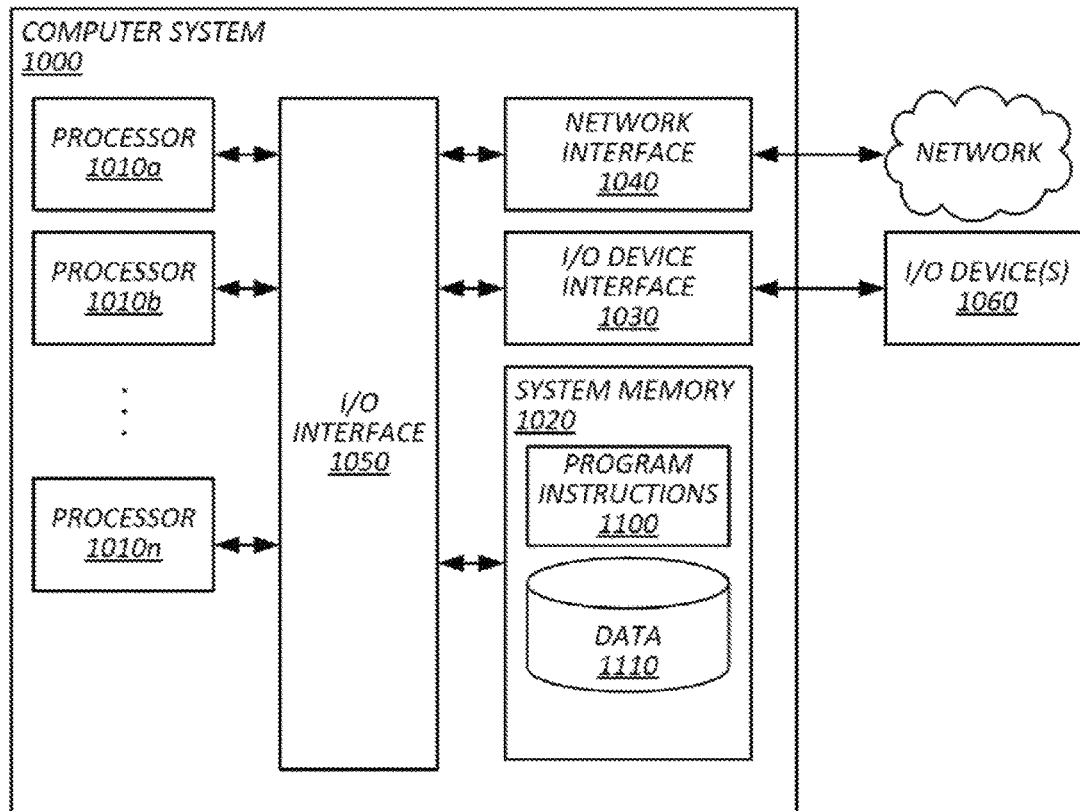 COMPUTER SYSTEM
1000
PROCESSOR
1010a
PROCESSOR
1010b
PROCESSOR
1010n
I/O
INTERFACE
1050
NETWORK
INTERFACE
1040
I/O DEVICE
INTERFACE
1030
SYSTEM MEMORY
1020
PROGRAM
INSTRUCTIONS
1100
DATA
1110
NETWORK
I/O DEVICE(S)
1060